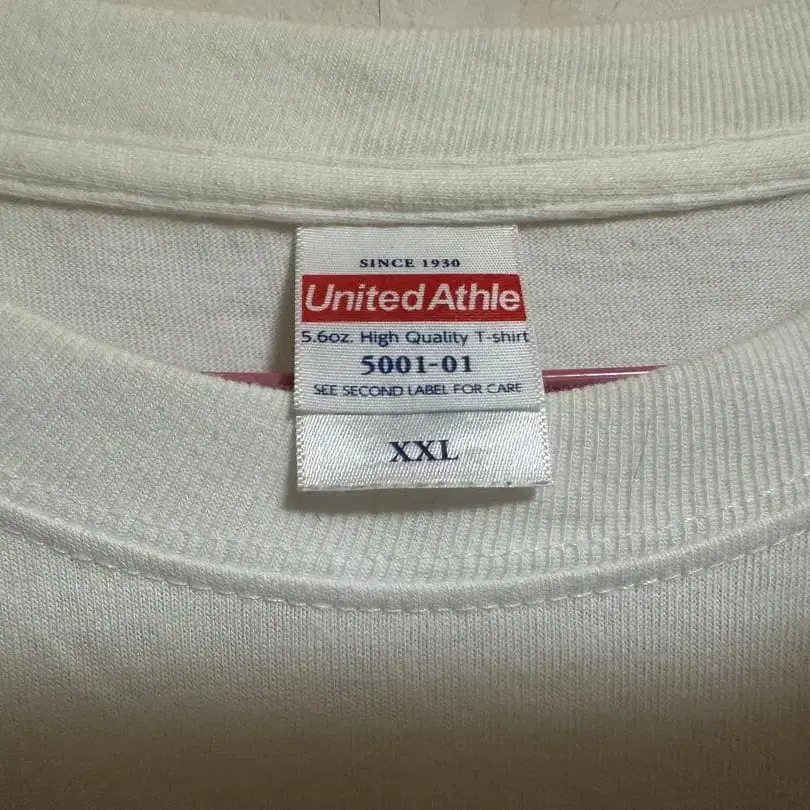 SINCE 1930
United Athle
5.6oz. High Quality T-shirt
5001-01
SEE SECOND LABEL FOR CARE
XXL